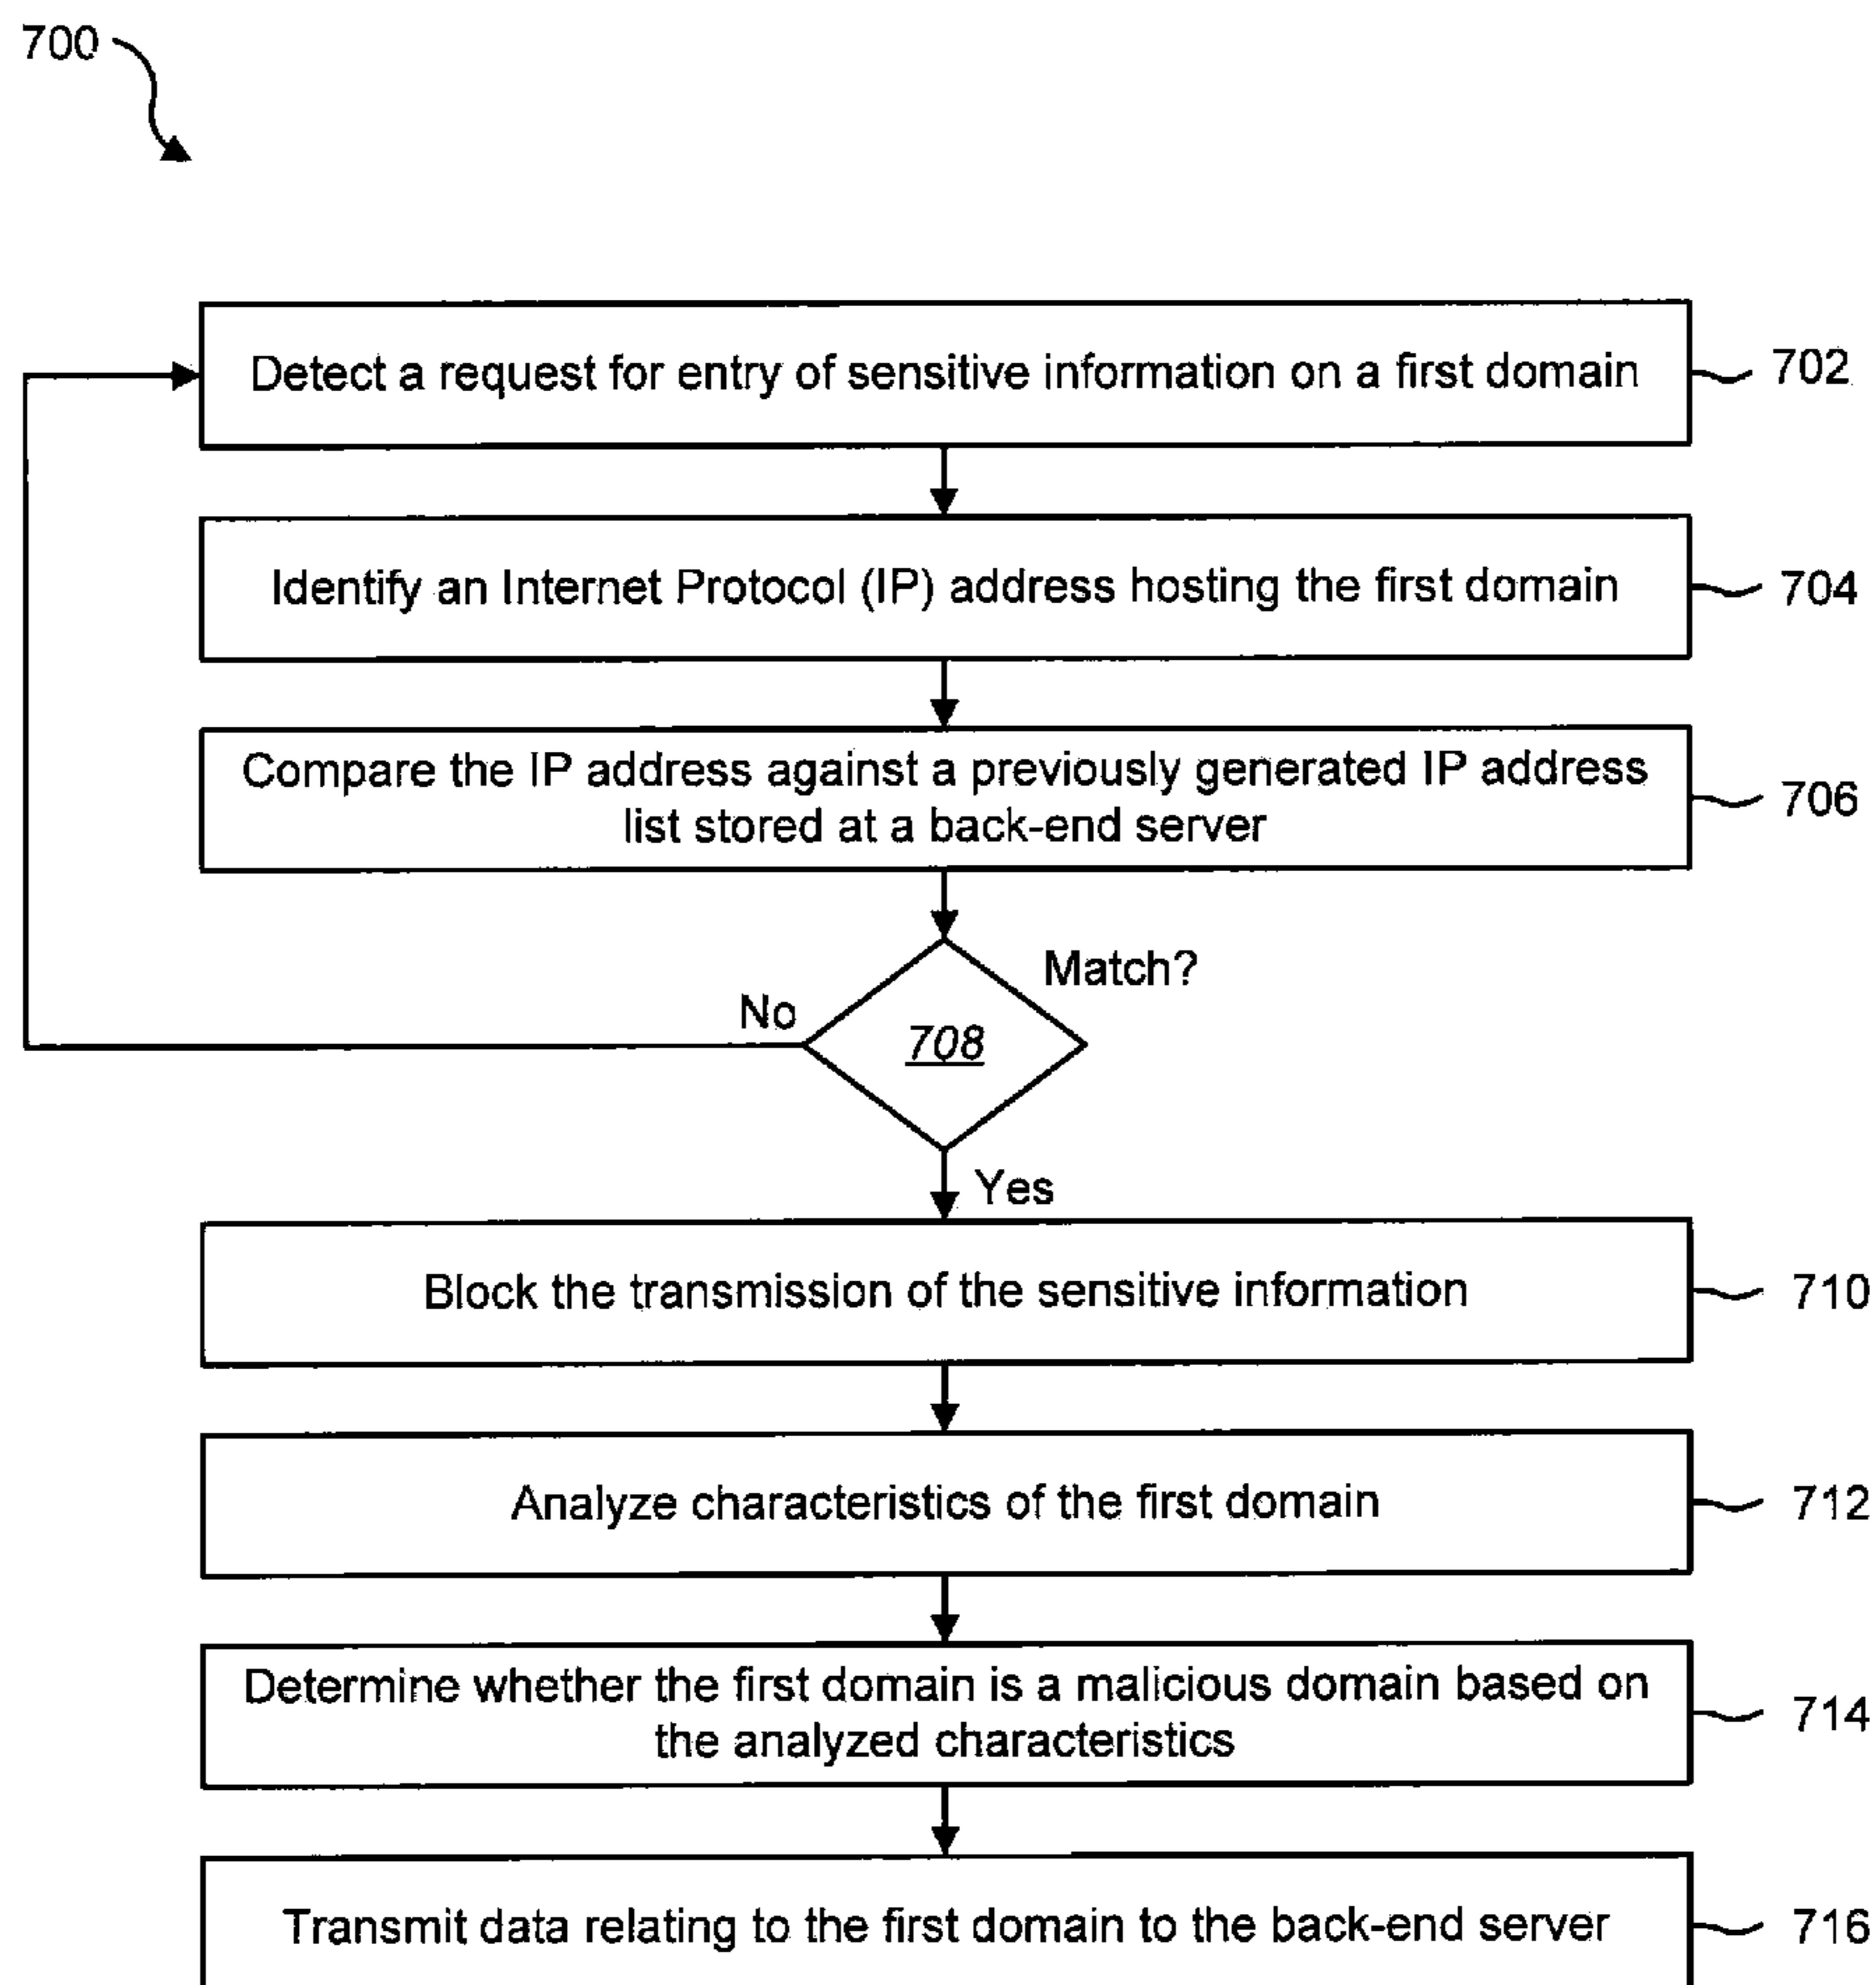 700
Detect a request for entry of sensitive information on a first domain
702
Identify an Internet Protocol (IP) address hosting the first domain
704
Compare the IP address against a previously generated IP address
list stored at a back-end server
706
Match?
No
708
Yes
Block the transmission of the sensitive information
710
Analyze characteristics of the first domain
712
Determine whether the first domain is a malicious domain based on
the analyzed characteristics
714
Transmit data relating to the first domain to the back-end server
716